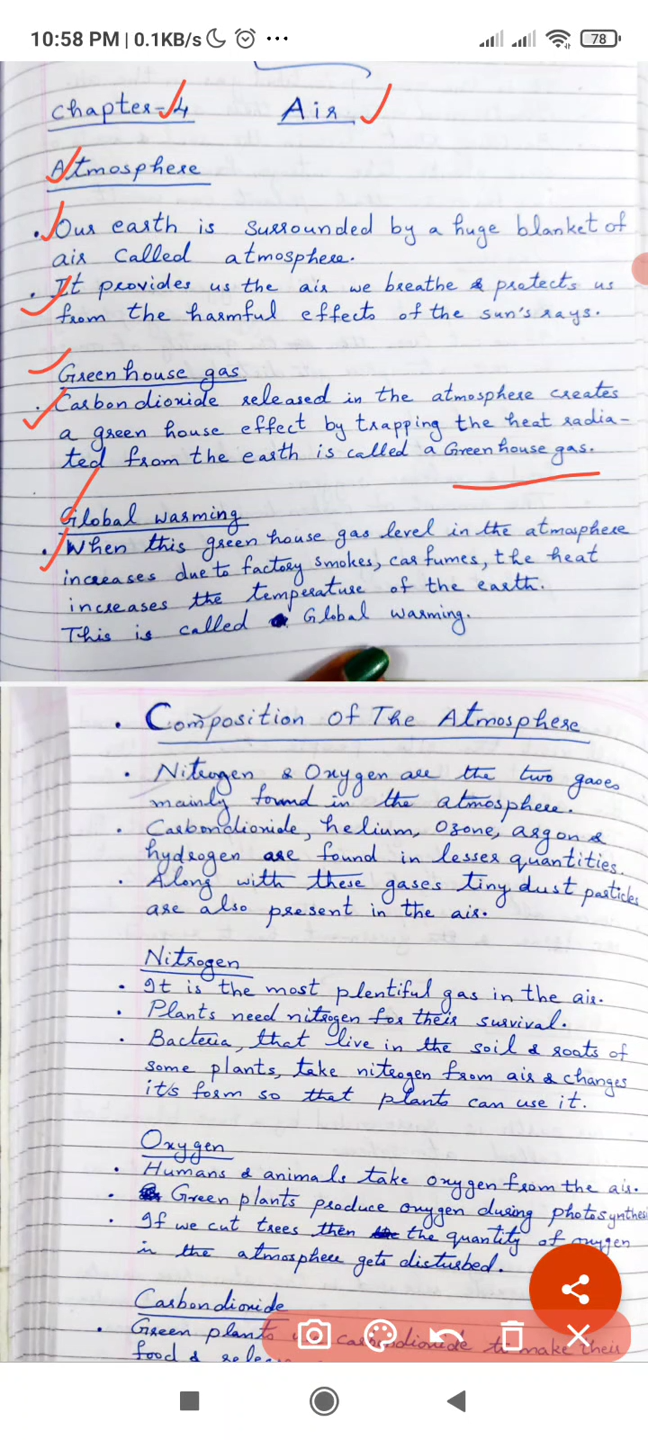 10:58 PM | 0.1KB/s ...
78
Chapter-4 Air
Atmosphere
• Our earth is surrounded by a huge blanket of
air called atmosphere.
• It provides us the air we breathe & protects us
from the harmful effects of the sun's rays.
Green house gas
• Carbondioxide released in the atmosphere creates
a green house effect by trapping the heat radia-
ted from the earth is called a Green house gas.
Global warming
• When this green house gas level in the atmosphere
increases due to factory smokes, car fumes, the heat
increases the temperature of the earth.
This is called Global warming.
• Composition Of The Atmosphere
• Nitrogen & Oxygen are the two gases
mainly found in the atmosphere.
• Carbondioxide, helium, Ozone, argon &
hydrogen are found in lesser quantities.
• Along with these gases tiny dust particles
are also present in the air.
Nitrogen
• It is the most plentiful gas in the air.
• Plants need nitrogen for their survival.
• Bacteria, that live in the soil & roots of
some plants, take nitrogen from air & changes
it's form so that plants can use it.
Oxygen
• Humans & animals take oxygen from the air.
• Green plants produce oxygen during photosynthesi
• If we cut trees then the quantity of oxygen
in the atmosphere gets disturbed.
Carbondioxide
• Green plants carbondioxide to make their
food &